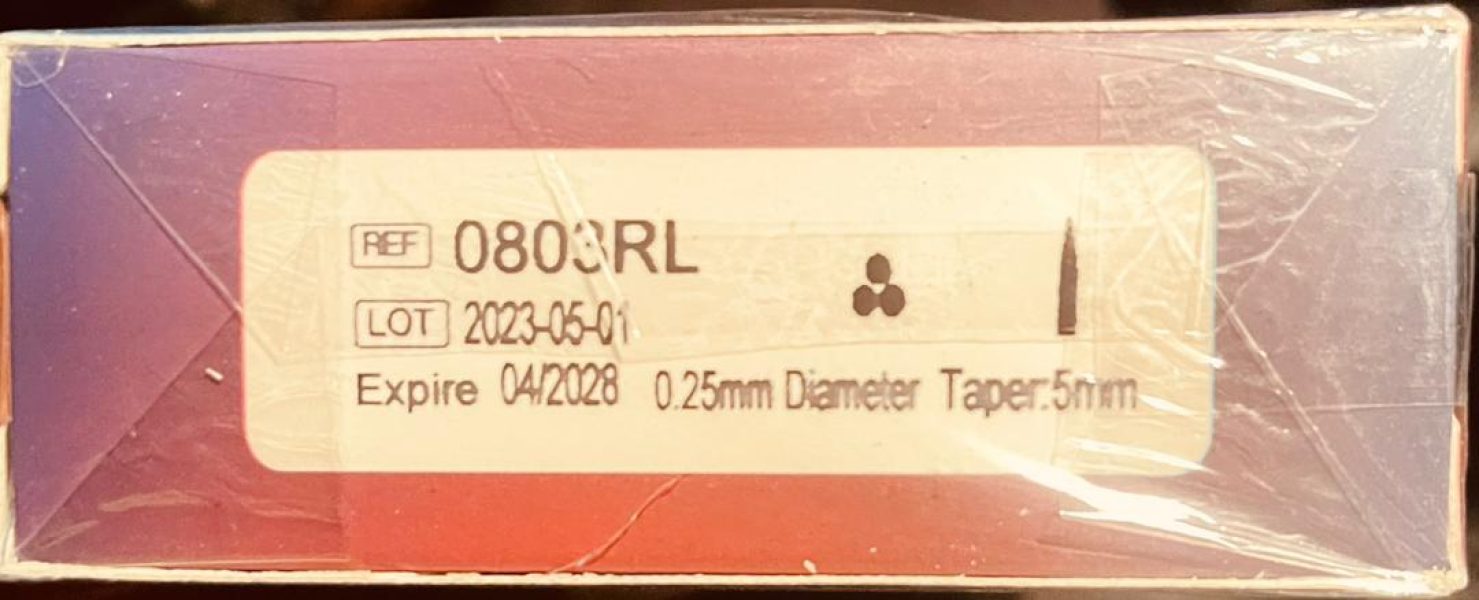 REF 0803RL
LOT 2023-05-01
Expire 04/2028 0.25mm Diameter Taper:5mm